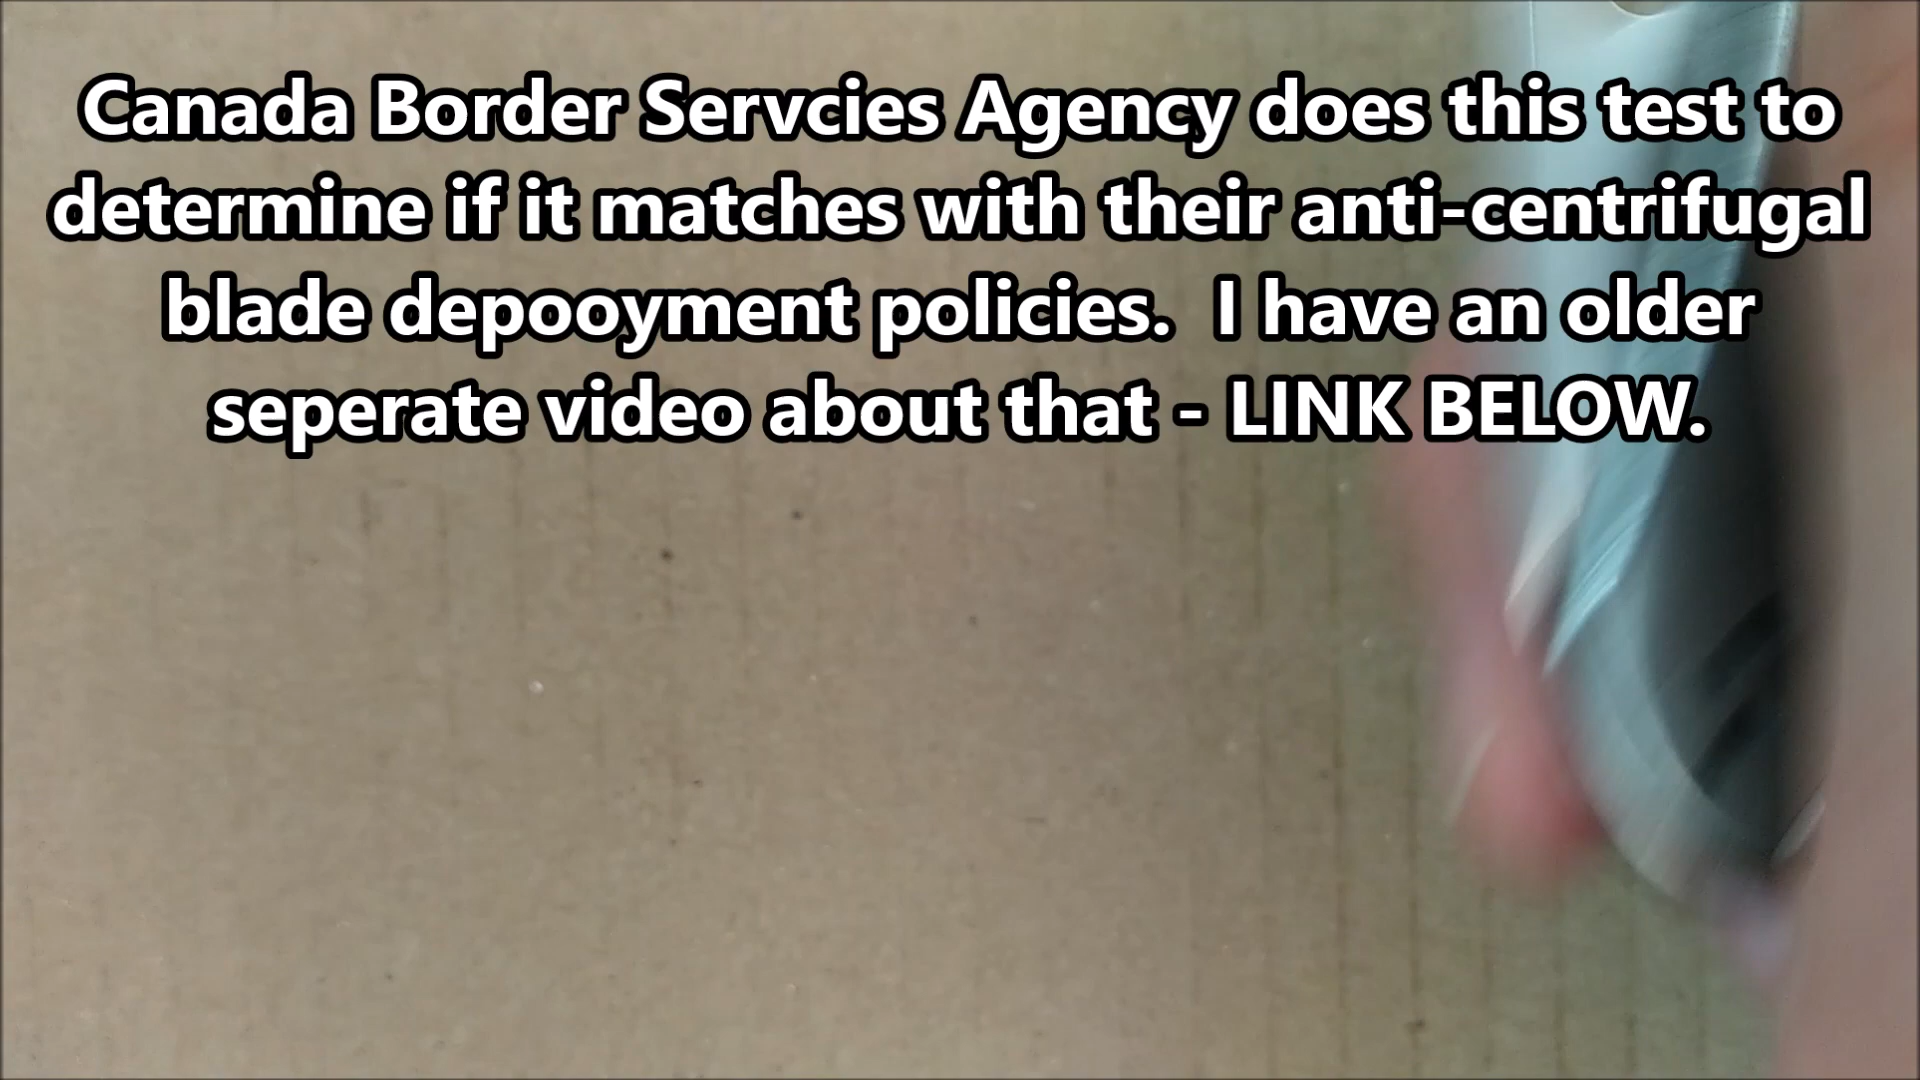 Canada Border Servcies Agency does this test to
determine if it matches with their anti-centrifugal
blade depooyment policies.  I have an older
seperate video about that - LINK BELOW.